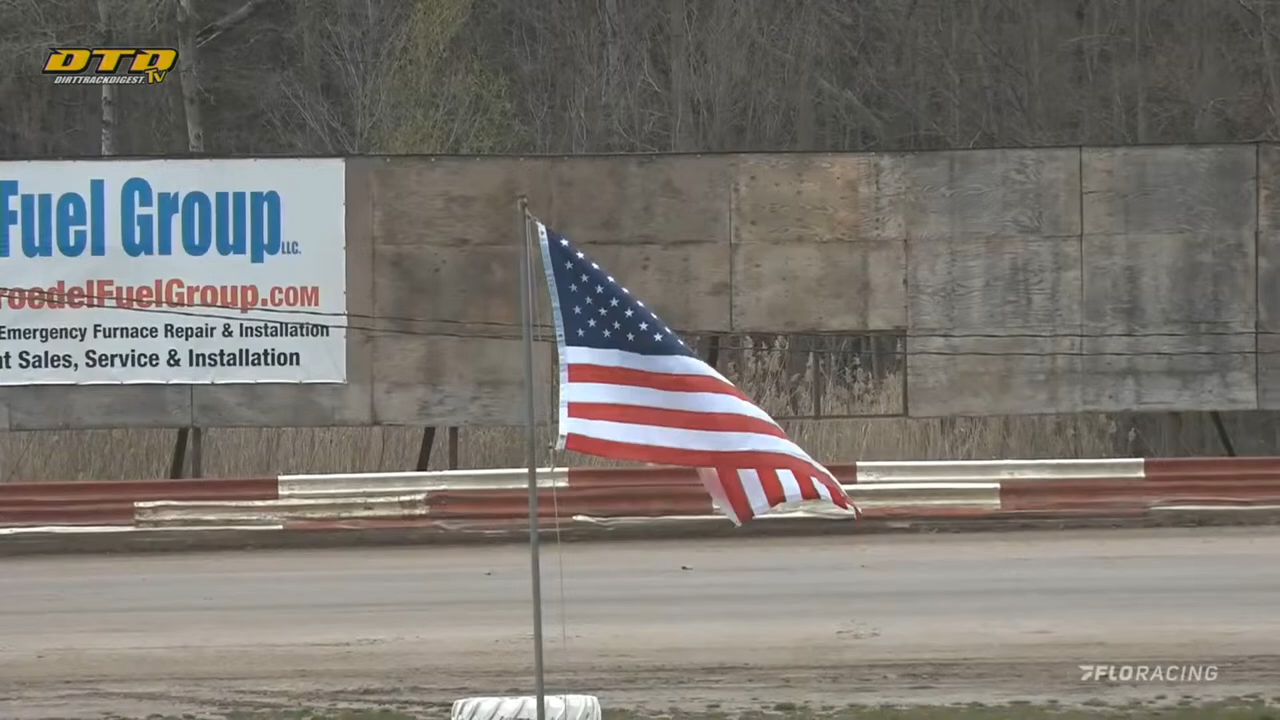 DTD
DIRTTRACKDIGEST.TV
Fuel Group LLC.
roedelFuelGroup.COM
Emergency Furnace Repair & Installation
Sales, Service & Installation
FLORACING